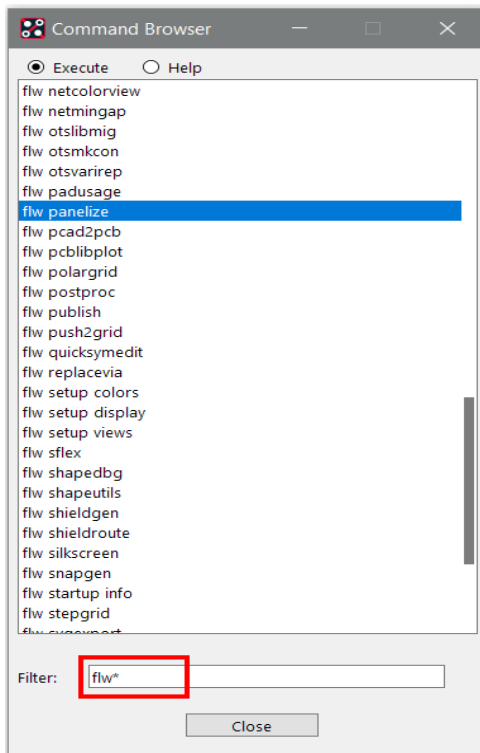 Command Browser
Execute Help
flw netcolorview
flw netmingap
flw otslibmig
flw otsmkcon
flw otsvarirep
flw padusage
flw panelize
flw pcad2pcb
flw pcblibplot
flw polargrid
flw postproc
flw publish
flw push2grid
flw quicksymedit
flw replacevia
flw setup colors
flw setup display
flw setup views
flw sflex
flw shapedbg
flw shapeutils
flw shieldgen
flw shieldroute
flw silkscreen
flw snapgen
flw startup info
flw stepgrid
flw svgexport
Filter: flw*
Close